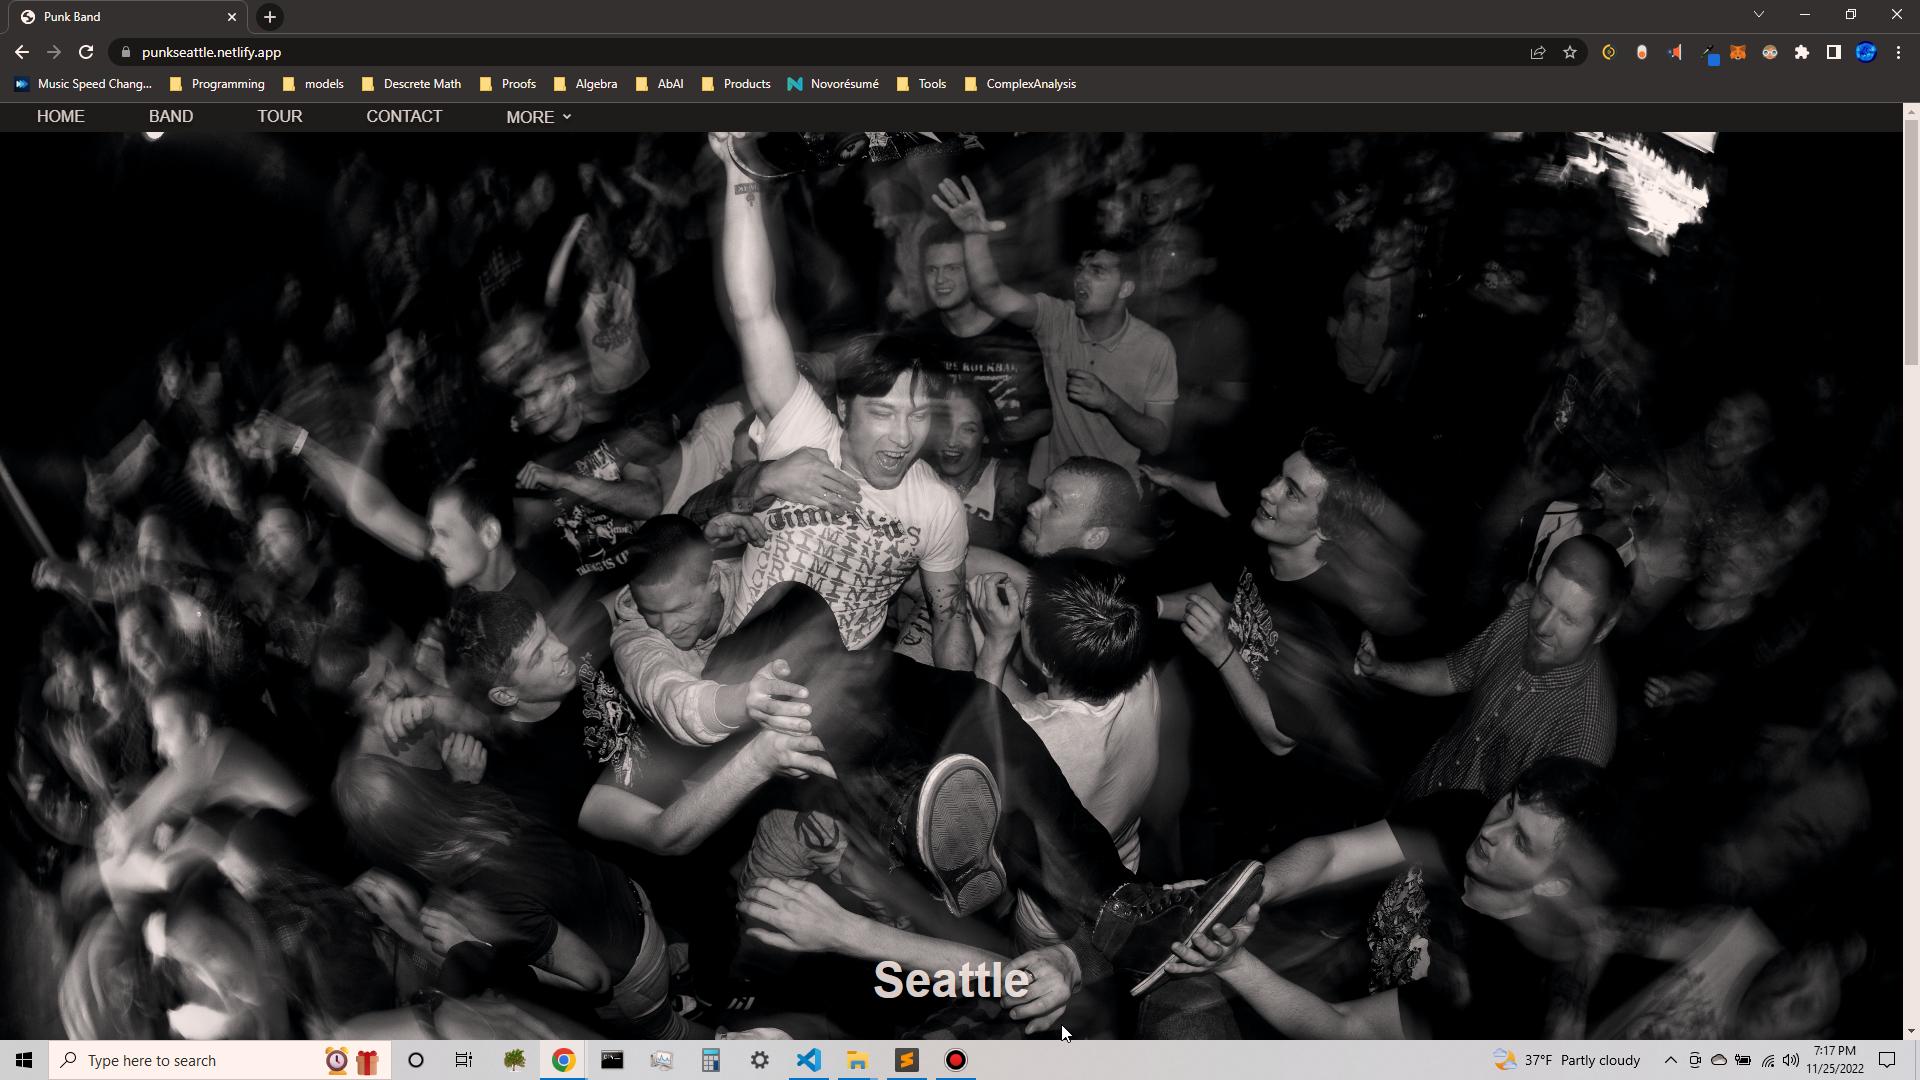 Punk Band
punkseattle.netlify.app
Music Speed Chang...
Programming
models
Descrete Math
Proofs
Algebra
AbAl
Products
Novorésumé
Tools
ComplexAnalysis
HOME
BAND
TOUR
CONTACT
MORE
Seattle
Type here to search
37°F Partly cloudy
7:17 PM
11/25/2022